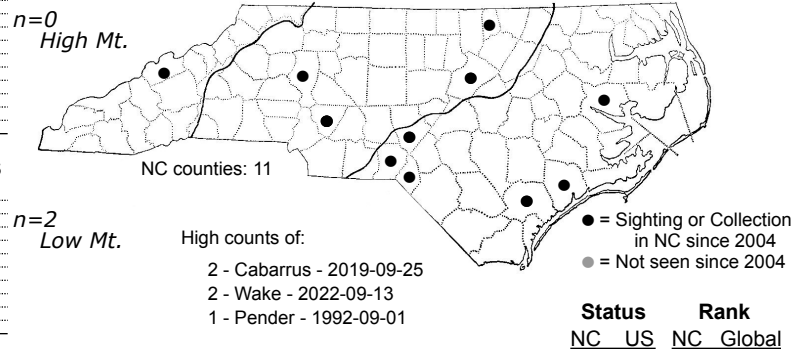 n=0
High Mt.
NC counties: 11
n=2
Low Mt.
High counts of:
2 - Cabarrus - 2019-09-25
2 - Wake - 2022-09-13
1 - Pender - 1992-09-01
● = Sighting or Collection
in NC since 2004
● = Not seen since 2004
Status Rank
NC US NC Global